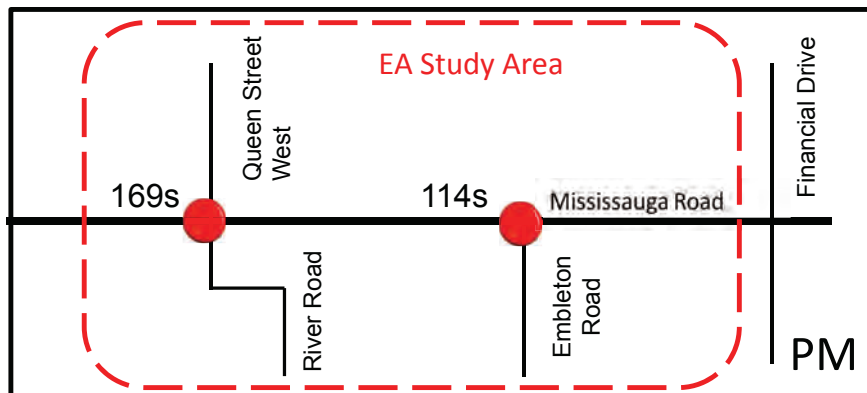 EA Study Area
Queen Street
West
Financial Drive
169s
114s
Mississauga Road
River Road
Embleton
Road
PM